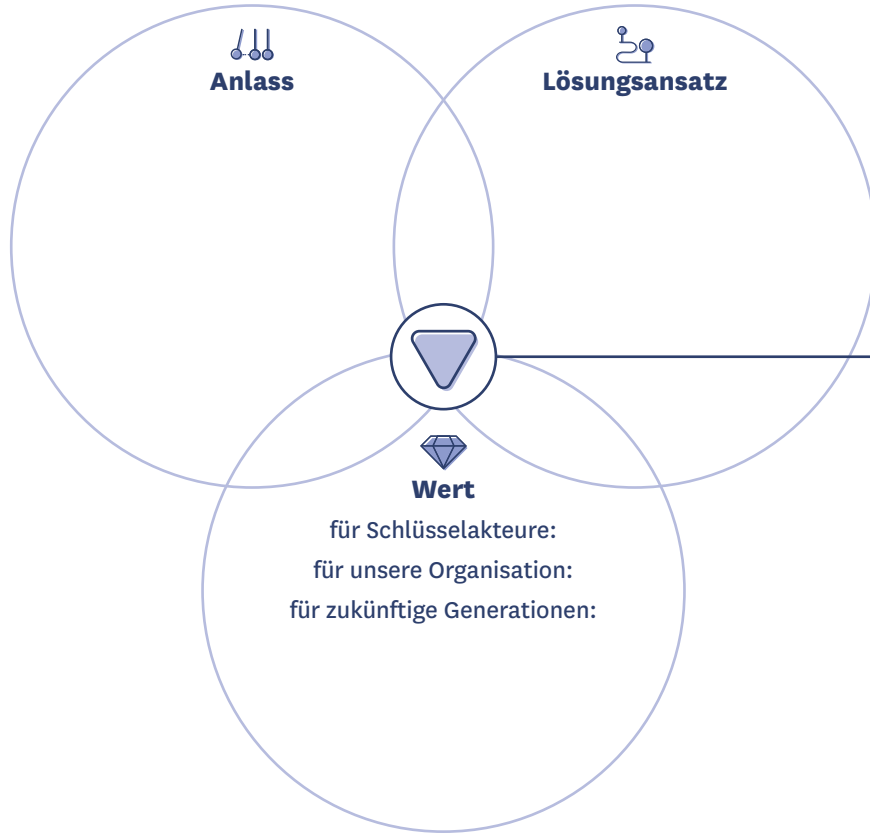 Anlass
Lösungsansatz
Wert
für Schlüsselakteure:
für unsere Organisation:
für zukünftige Generationen: